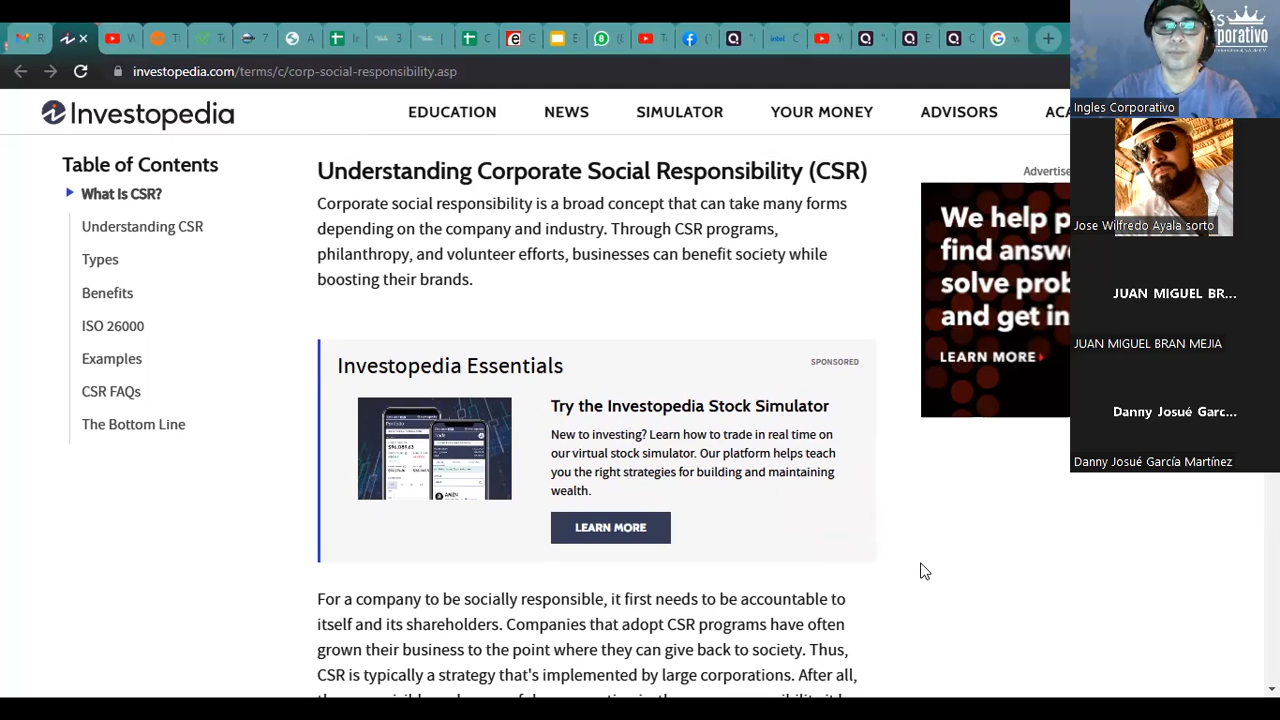 investopedia.com/terms/c/corp-social-responsibility.asp
Investopedia
EDUCATION NEWS SIMULATOR YOUR MONEY ADVISORS
Table of Contents
What Is CSR?
Understanding CSR
Types
Benefits
ISO 26000
Examples
CSR FAQs
The Bottom Line
Understanding Corporate Social Responsibility (CSR)
Corporate social responsibility is a broad concept that can take many forms
depending on the company and industry. Through CSR programs,
philanthropy, and volunteer efforts, businesses can benefit society while
boosting their brands.
Investopedia Essentials
SPONSORED
Try the Investopedia Stock Simulator
New to investing? Learn how to trade in real time on
our virtual stock simulator. Our platform helps teach
you the right strategies for building and maintaining
wealth.
LEARN MORE
For a company to be socially responsible, it first needs to be accountable to
itself and its shareholders. Companies that adopt CSR programs have often
grown their business to the point where they can give back to society. Thus,
CSR is typically a strategy that's implemented by large corporations. After all,
Advertise
We help p
find answ
solve prob
and get in
LEARN MORE
Ingles Corporativo
Jose Wilfredo Ayala sorto
JUAN MIGUEL BR...
JUAN MIGUEL BRAN MEJIA
Danny Josué Garc...
Danny Josué García Martínez